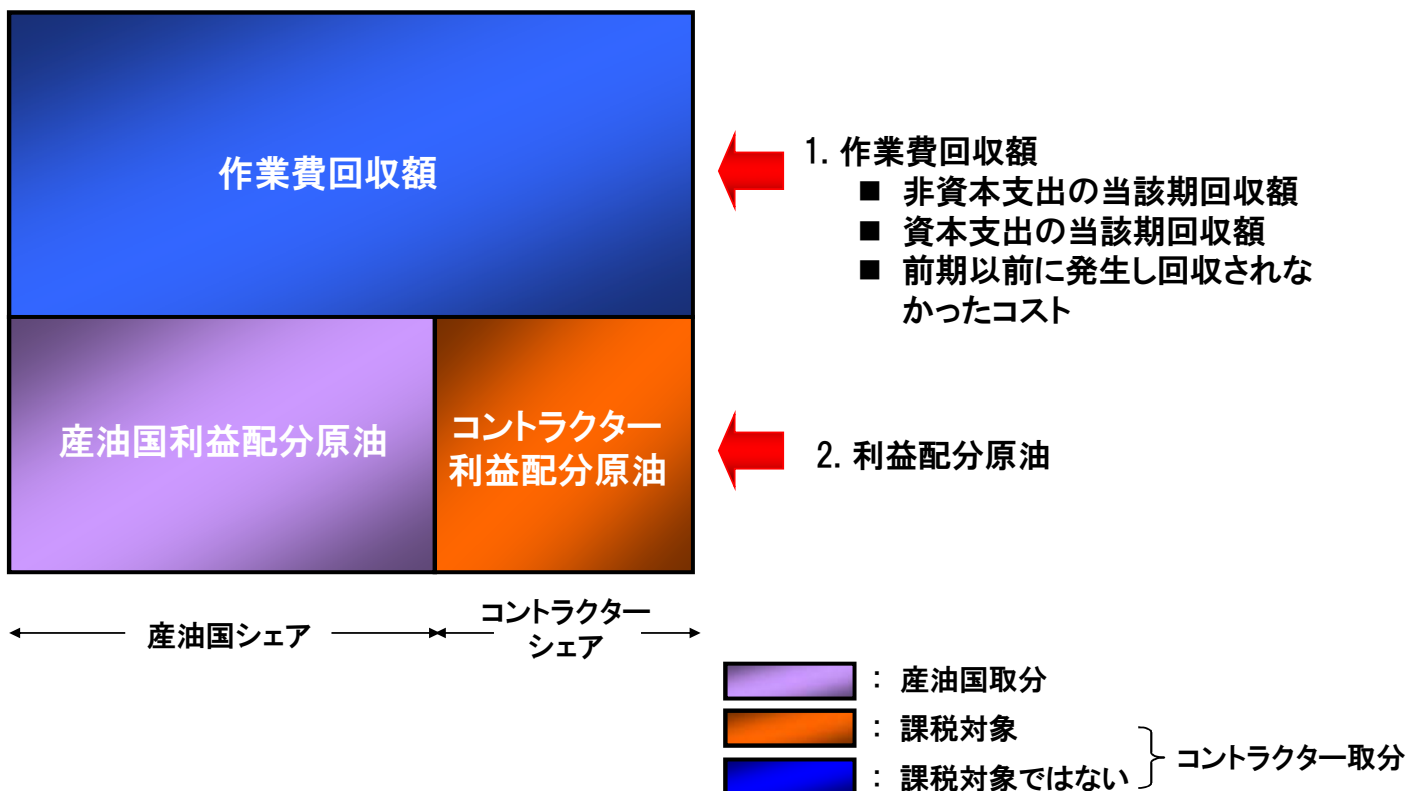 作業費回収額
産油国利益配分原油
コントラクター
利益配分原油
産油国シェア
コントラクター
シェア
1. 作業費回収額
■ 非資本支出の当該期回収額
■ 資本支出の当該期回収額
■ 前期以前に発生し回収されな
かったコスト
2. 利益配分原油
： 産油国取分
： 課税対象
： 課税対象ではない
コントラクター取分